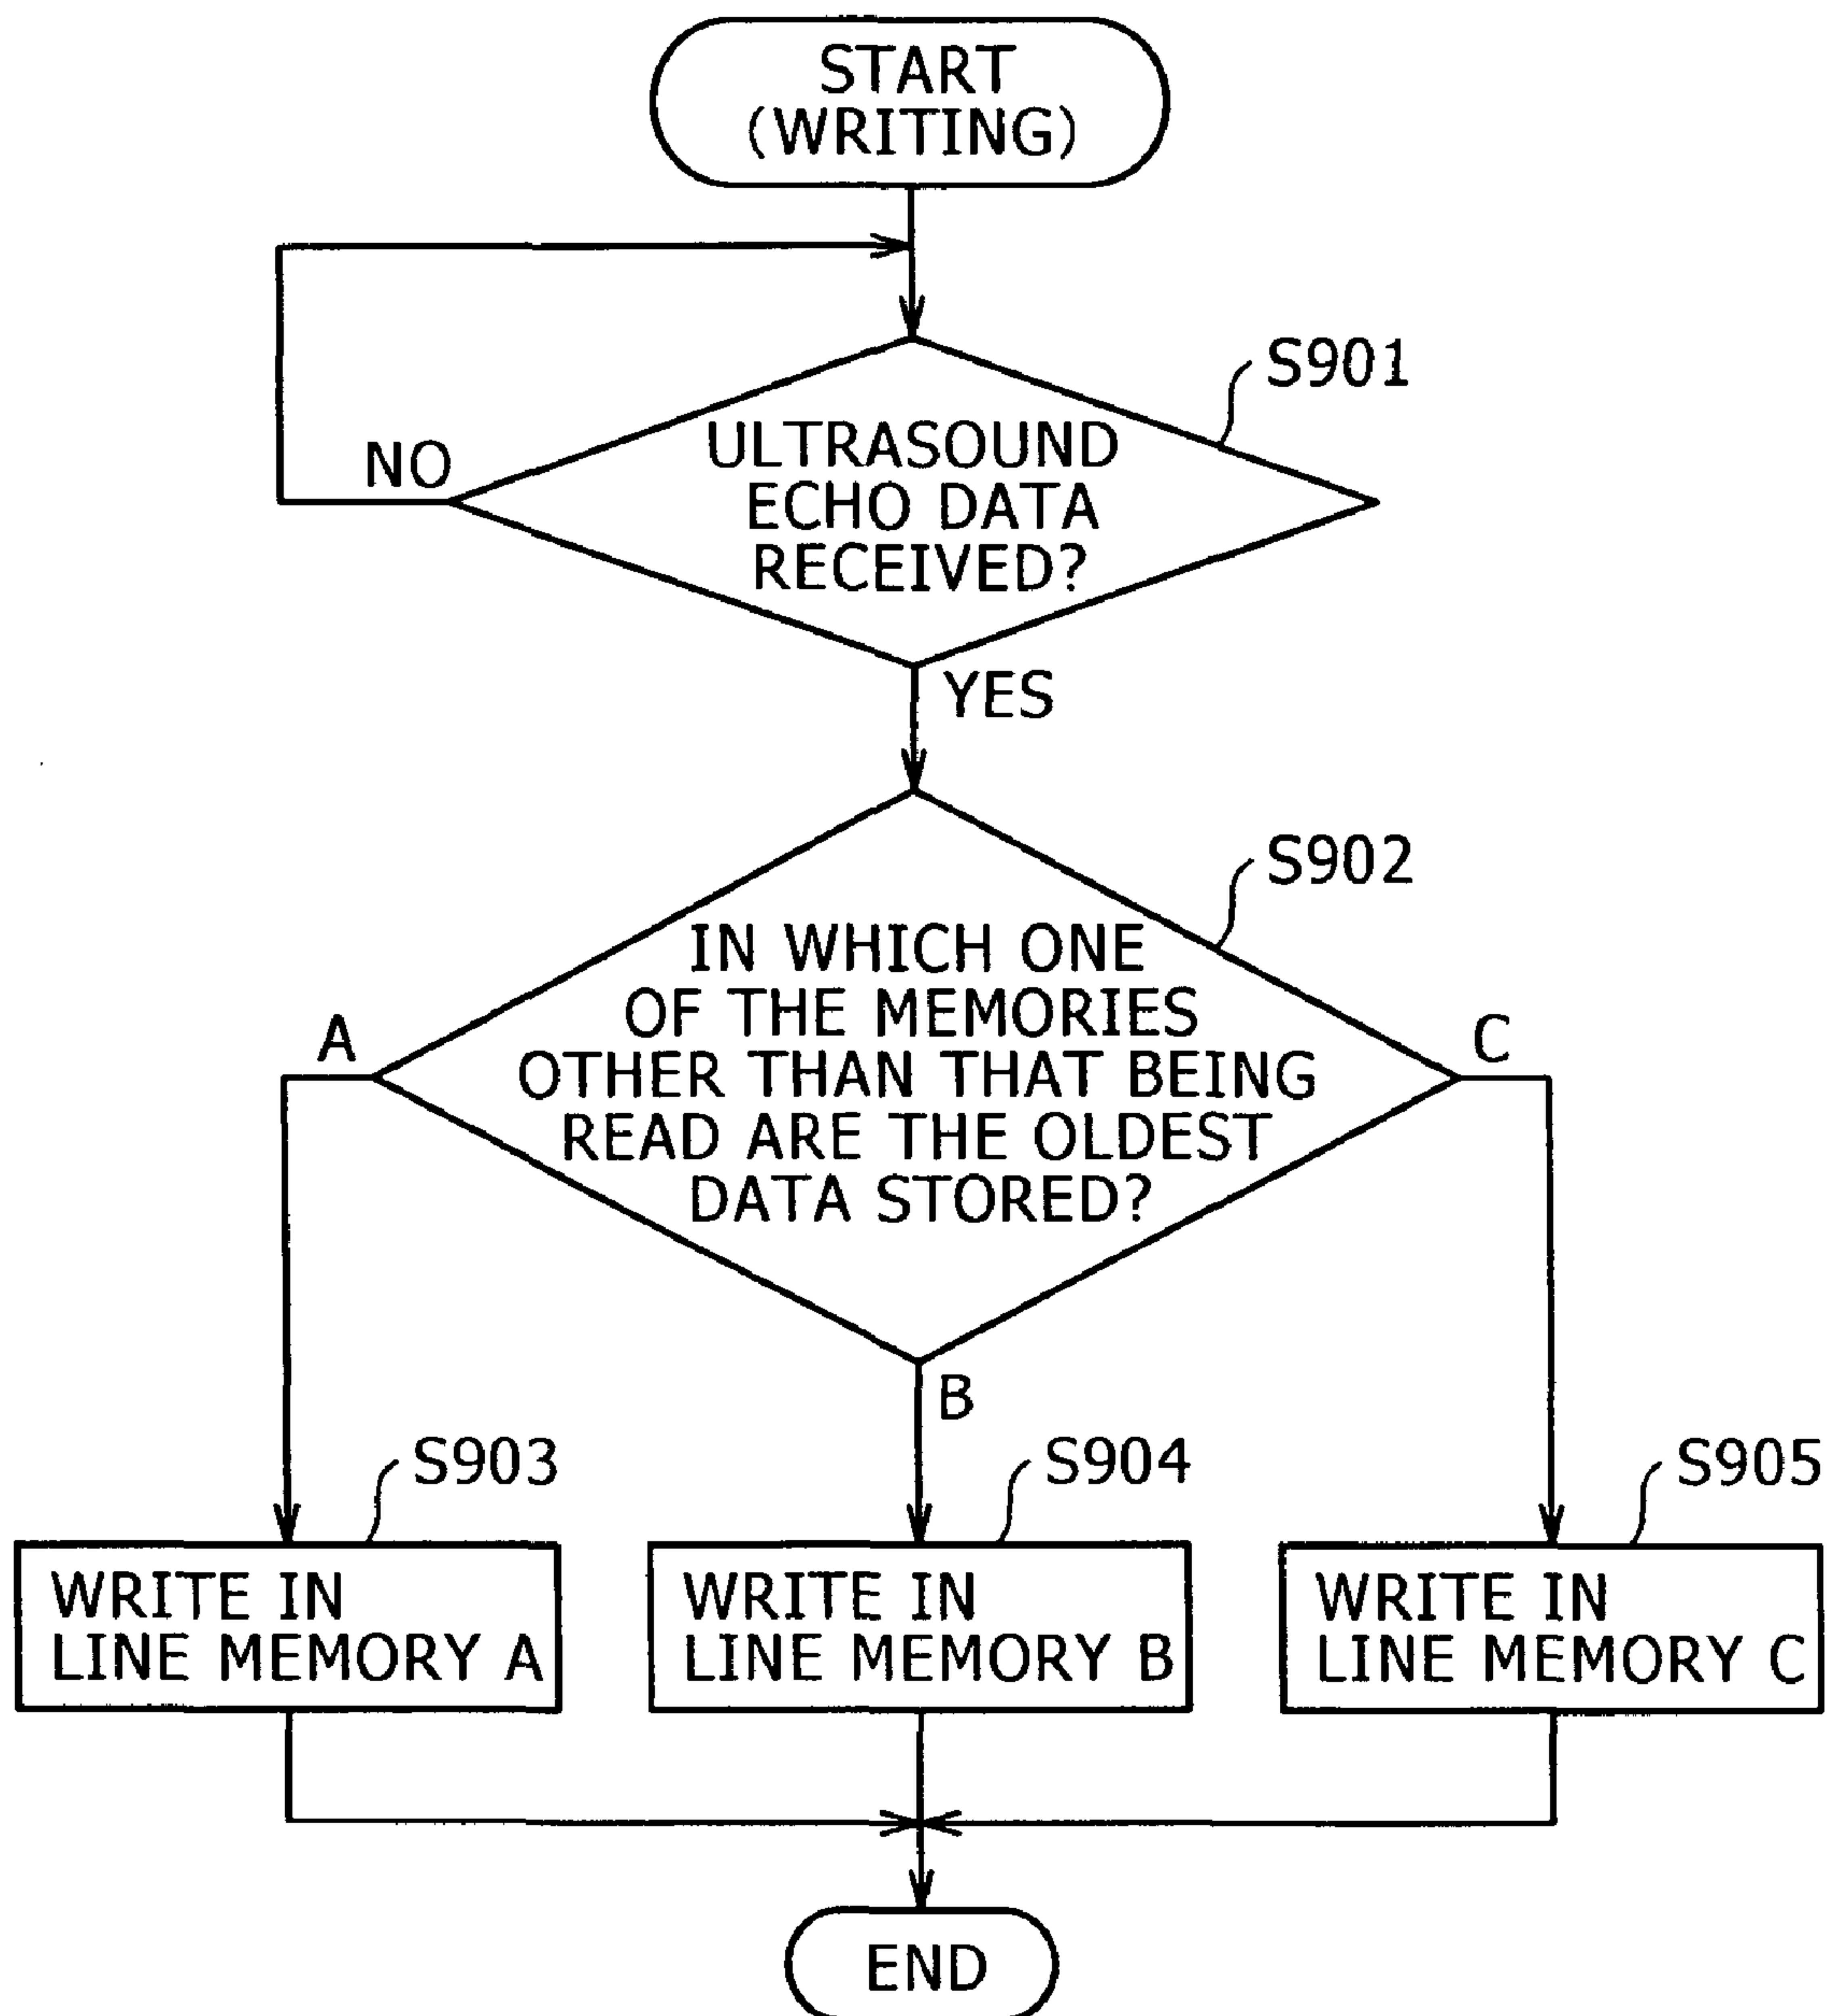 START
(WRITING)
S901
NO
ULTRASOUND
ECHO DATA
RECEIVED?
YES
S902
IN WHICH ONE
OF THE MEMORIES
OTHER THAN THAT BEING
READ ARE THE OLDEST
DATA STORED?
A
C
B
S903
S904
S905
WRITE IN
LINE MEMORY A
WRITE IN
LINE MEMORY B
WRITE IN
LINE MEMORY C
END